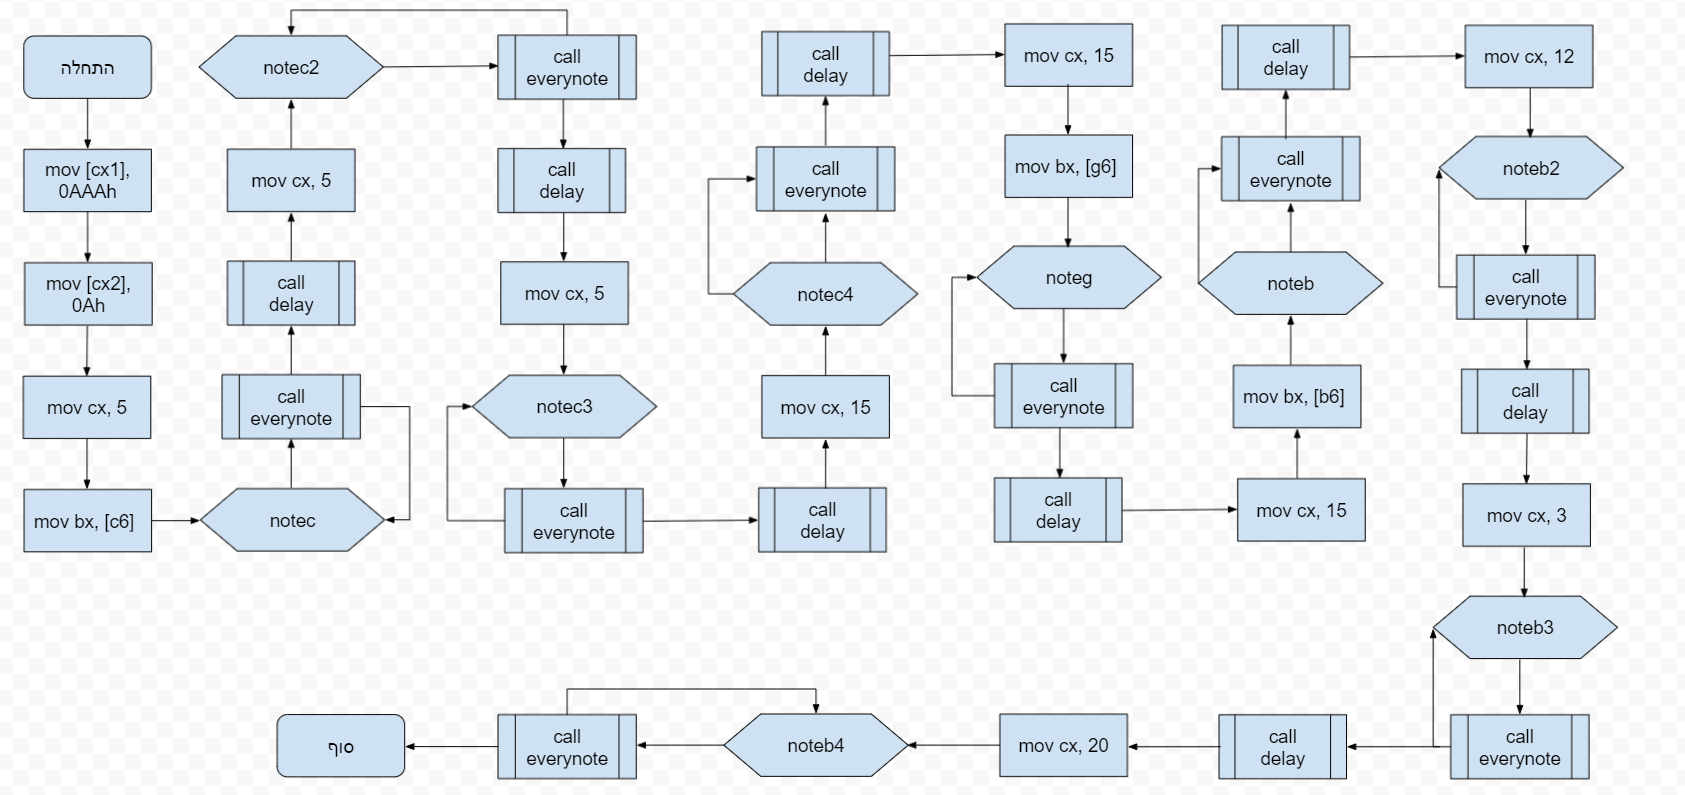 התחלה
mov [cx1],
0AAAh
mov [cx2],
0Ah
mov cx, 5
mov bx, [c6]
notec
call
everynote
call
delay
mov cx, 5
notec2
call
everynote
call
delay
mov cx, 5
notec3
call
everynote
call
delay
mov cx, 15
notec4
call
everynote
call
delay
mov cx, 15
mov bx, [g6]
noteg
call
everynote
call
delay
mov cx, 15
mov bx, [b6]
noteb
call
everynote
call
delay
mov cx, 12
noteb2
call
everynote
call
delay
mov cx, 3
noteb3
call
everynote
call
delay
mov cx, 20
noteb4
call
everynote
סוף